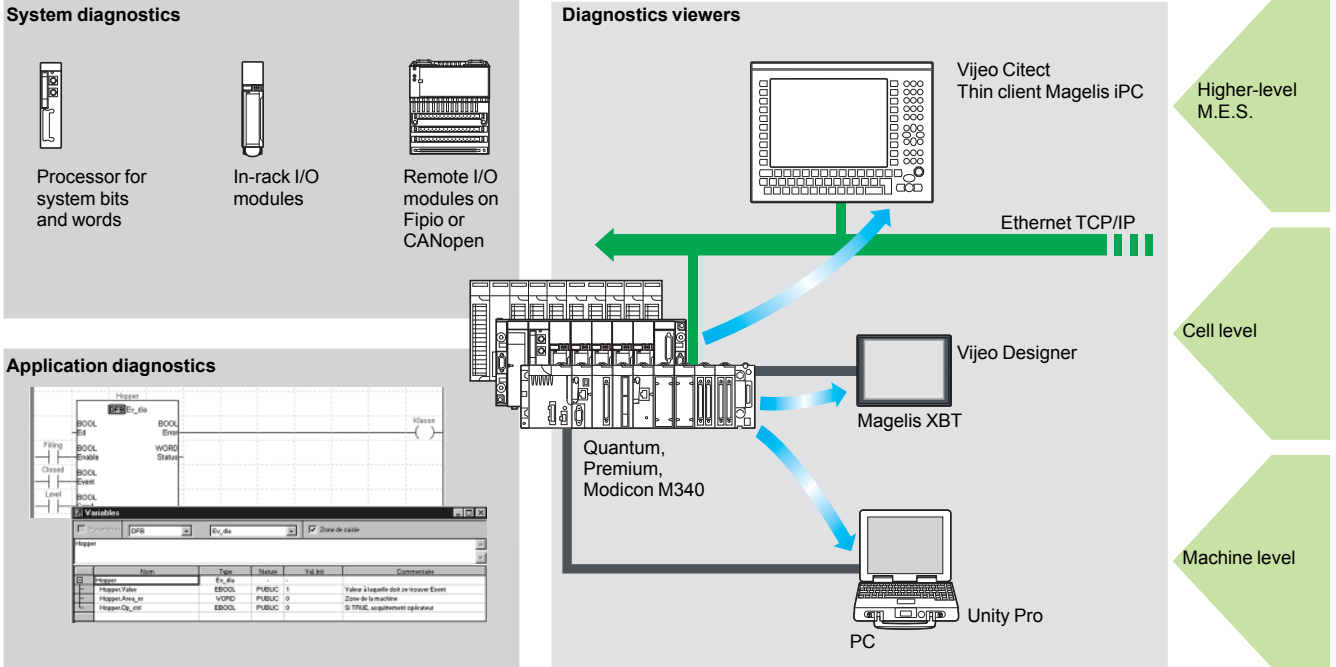 System diagnostics
Processor for
system bits
and words
In-rack I/O
modules
Remote I/O
modules on
Fipio or
CANopen
Application diagnostics
Hopper
DFB Ev_dia
BOOL
Ed
BOOL
Error
Klaxon
Filling
BOOL
Enable
WORD
Status
Closed
BOOL
Event
Level
BOOL
Variables
DFB
Ev_dia
Zone de saisie
Hopper
Nom Type Nature Val.Init Commentaire
Hopper Ev_dia - -
Hopper.Value EBOOL PUBLIC 1 Valeur à laquelle doit se trouver Event
Hopper.Area_nr WORD PUBLIC 0 Zone de la machine
Hopper.Op_ctrl EBOOL PUBLIC 0 Si TRUE, acquittement opérateur
Diagnostics viewers
Vijeo Citect
Thin client Magelis iPC
Ethernet TCP/IP
Vijeo Designer
Magelis XBT
Quantum,
Premium,
Modicon M340
Unity Pro
PC
Higher-level
M.E.S.
Cell level
Machine level